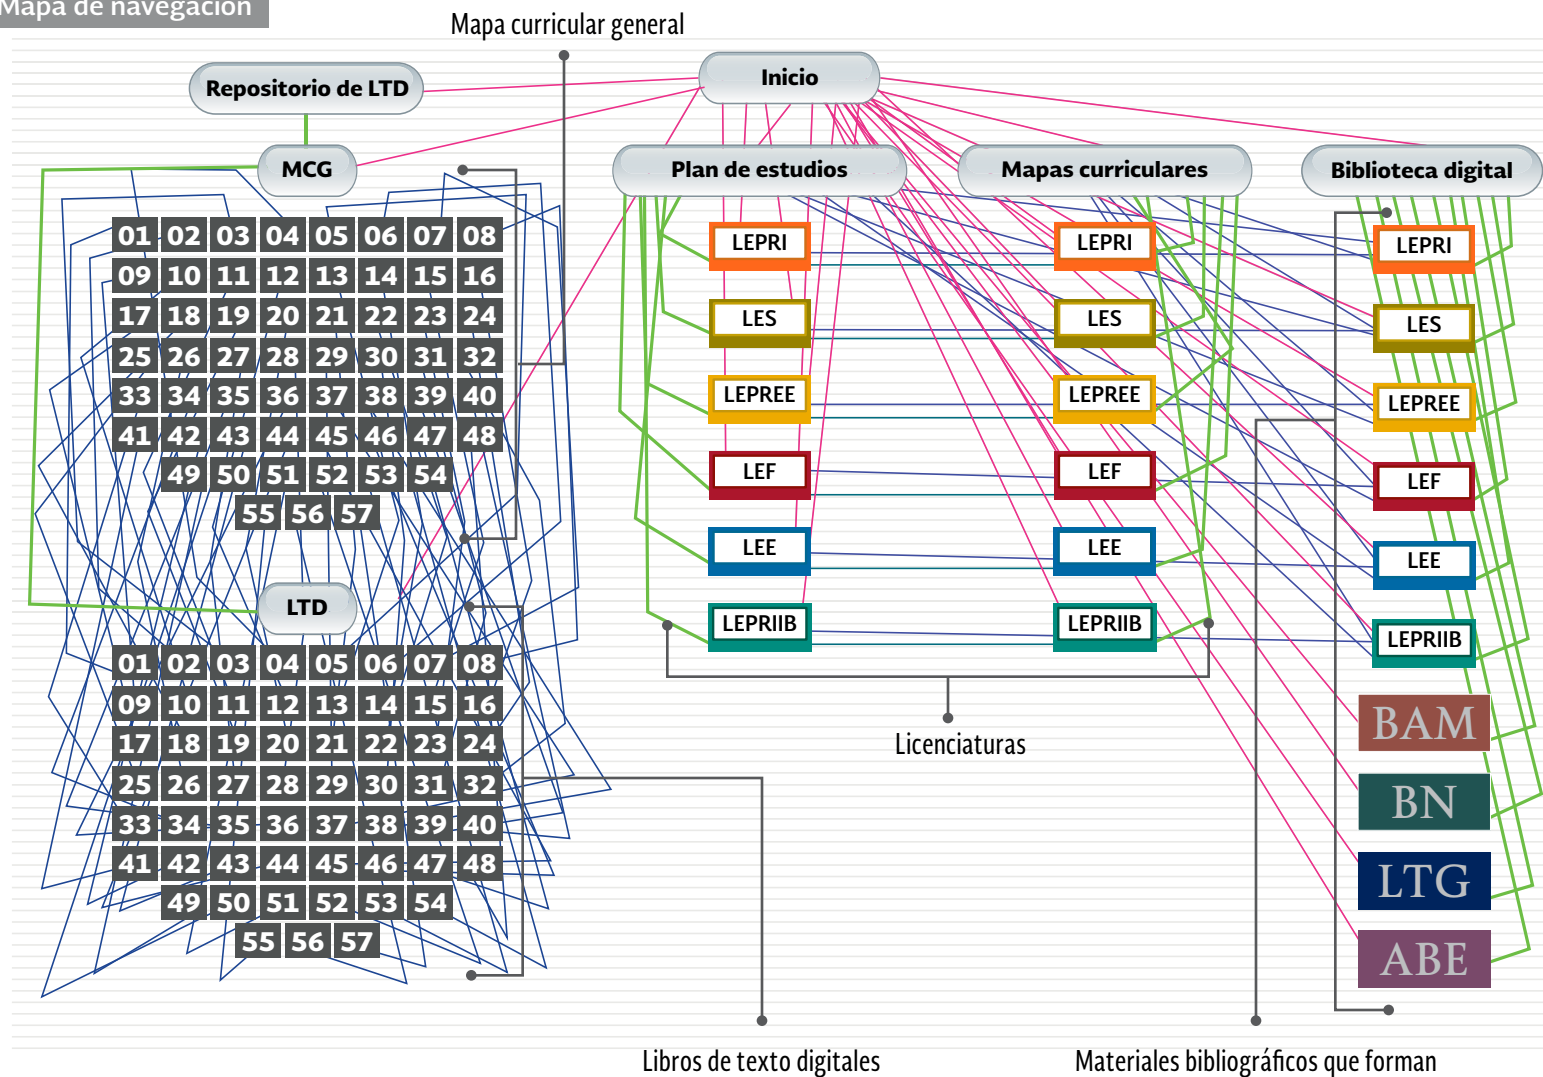 Mapa de navegación
Mapa curricular general
Repositorio de LTD
Inicio
MCG
Plan de estudios
Mapas curriculares
Biblioteca digital
01 02 03 04 05 06 07 08
09 10 11 12 13 14 15 16
17 18 19 20 21 22 23 24
25 26 27 28 29 30 31 32
33 34 35 36 37 38 39 40
41 42 43 44 45 46 47 48
49 50 51 52 53 54
55 56 57
LTD
01 02 03 04 05 06 07 08
09 10 11 12 13 14 15 16
17 18 19 20 21 22 23 24
25 26 27 28 29 30 31 32
33 34 35 36 37 38 39 40
41 42 43 44 45 46 47 48
49 50 51 52 53 54
55 56 57
LEPRI
LES
LEPREE
LEF
LEE
LEPRIIB
LEPRI
LES
LEPREE
LEF
LEE
LEPRIIB
Licenciaturas
LEPRI
LES
LEPREE
LEF
LEE
LEPRIIB
BAM
BN
LTG
ABE
Libros de texto digitales
Materiales bibliográficos que forman